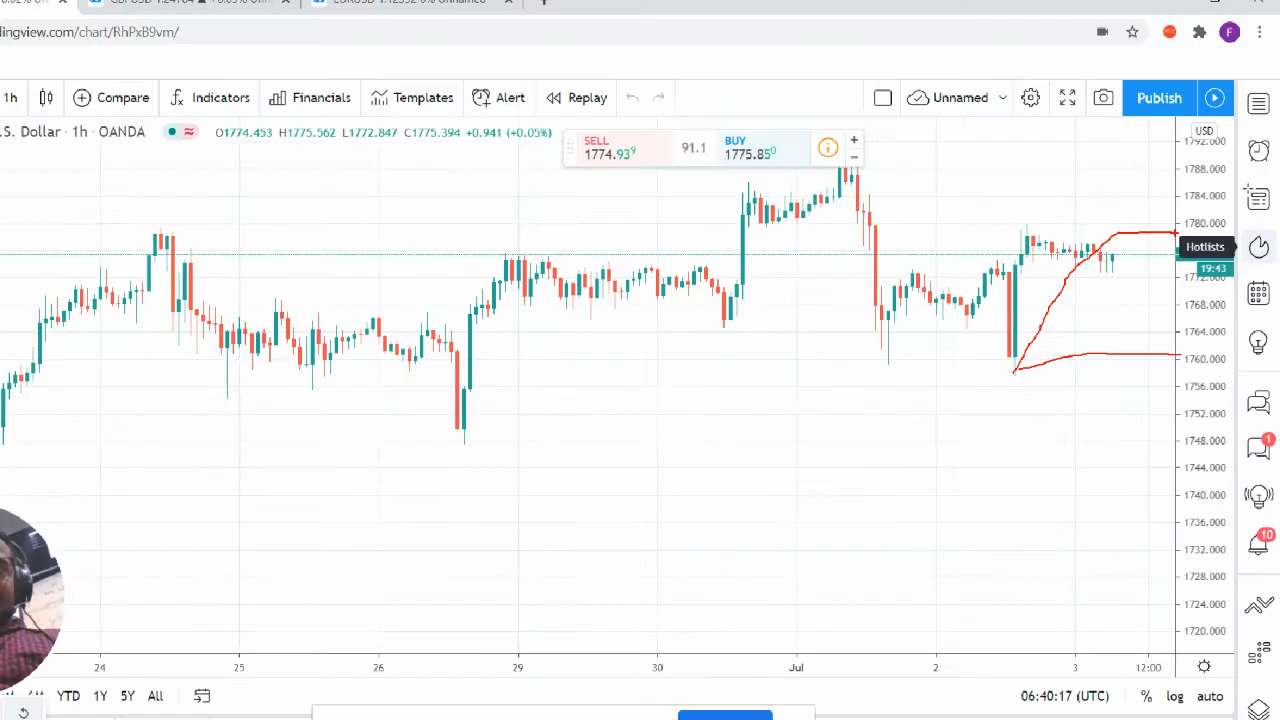 dingview.com/chart/RhPxB9vm/
F
1h
Compare
Indicators
Financials
Templates
Alert
Replay
Unnamed
Publish
.S. Dollar · 1h · OANDA
O1774.453 H1775.562 L1772.847 C1775.394 +0.941 (+0.05%)
SELL
1774.93⁹
91.1
BUY
1775.85⁰
USD
1792.000
1788.000
1784.000
1780.000
Hotlists
19:43
1772.000
1768.000
1764.000
1760.000
1756.000
1752.000
1748.000
1744.000
1740.000
1736.000
1732.000
1728.000
1724.000
1720.000
1
10
24
25
26
29
30
Jul
2
3
12:00
YTD
1Y
5Y
All
06:40:17 (UTC)
%
log
auto